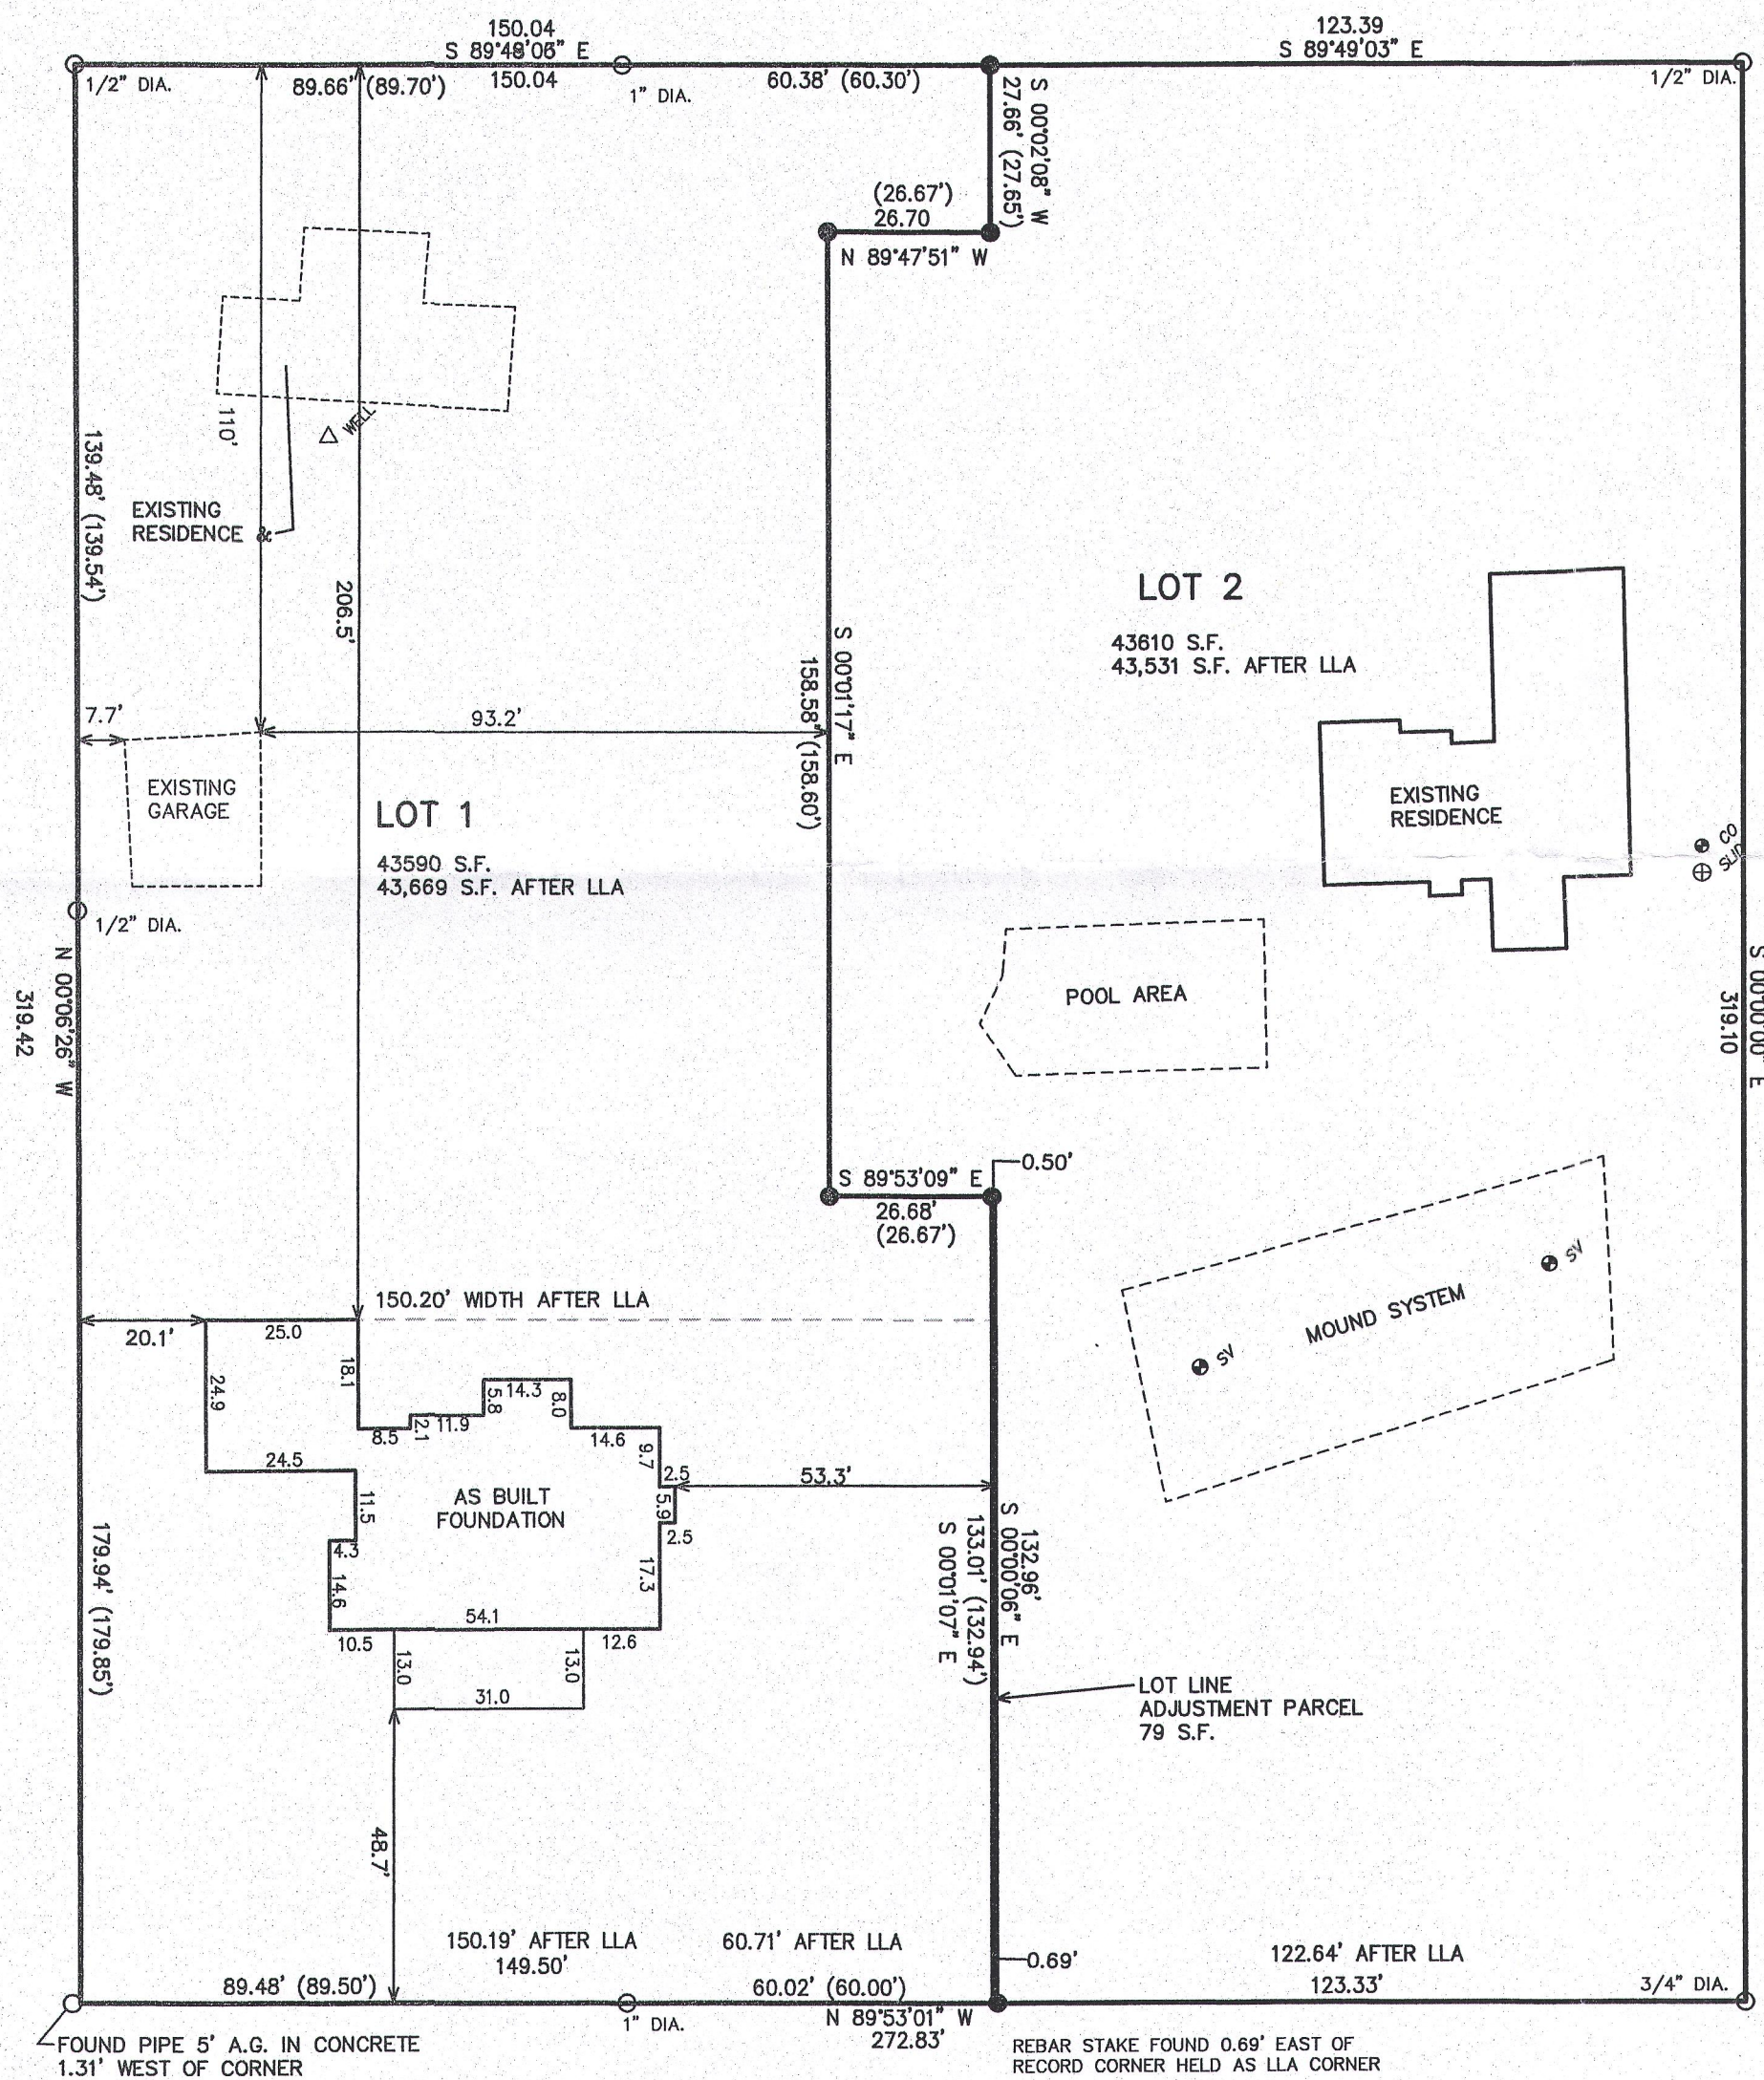 150.04
S 89°48'06" E
123.39
S 89°49'03" E
1/2" DIA.
89.66' (89.70')
150.04
1" DIA.
60.38' (60.30')
1/2" DIA.
S 00°02'08" W
27.66' (27.65')
(26.67')
26.70
N 89°47'51" W
110'
WELL
139.48' (139.54')
EXISTING
RESIDENCE &
206.5'
LOT 2
43610 S.F.
43,531 S.F. AFTER LLA
S 00°01'17" E
158.58' (158.60')
7.7'
93.2'
EXISTING
GARAGE
LOT 1
43590 S.F.
43,669 S.F. AFTER LLA
EXISTING
RESIDENCE
CO
1/2" DIA.
N 00°06'26" W
319.42
POOL AREA
S 00°00'00" E
319.10
S 89°53'09" E
0.50'
26.68'
(26.67')
SV
MOUND SYSTEM
SV
150.20' WIDTH AFTER LLA
20.1'
25.0
18.1
24.9
8.5
2.1
11.9
5.8
14.3
8.0
14.6
9.7
2.5
5.9
2.5
53.3'
24.5
11.5
AS BUILT
FOUNDATION
4.3
14.6
17.3
54.1
10.5
12.6
13.0
13.0
31.0
132.96'
S 00°00'06" E
133.01' (132.94')
S 00°01'07" E
179.94' (179.85')
LOT LINE
ADJUSTMENT PARCEL
79 S.F.
48.7'
150.19' AFTER LLA
149.50'
60.71' AFTER LLA
0.69'
122.64' AFTER LLA
123.33'
3/4" DIA.
89.48' (89.50')
60.02' (60.00')
1" DIA.
N 89°53'01" W
272.83'
FOUND PIPE 5' A.G. IN CONCRETE
1.31' WEST OF CORNER
REBAR STAKE FOUND 0.69' EAST OF
RECORD CORNER HELD AS LLA CORNER